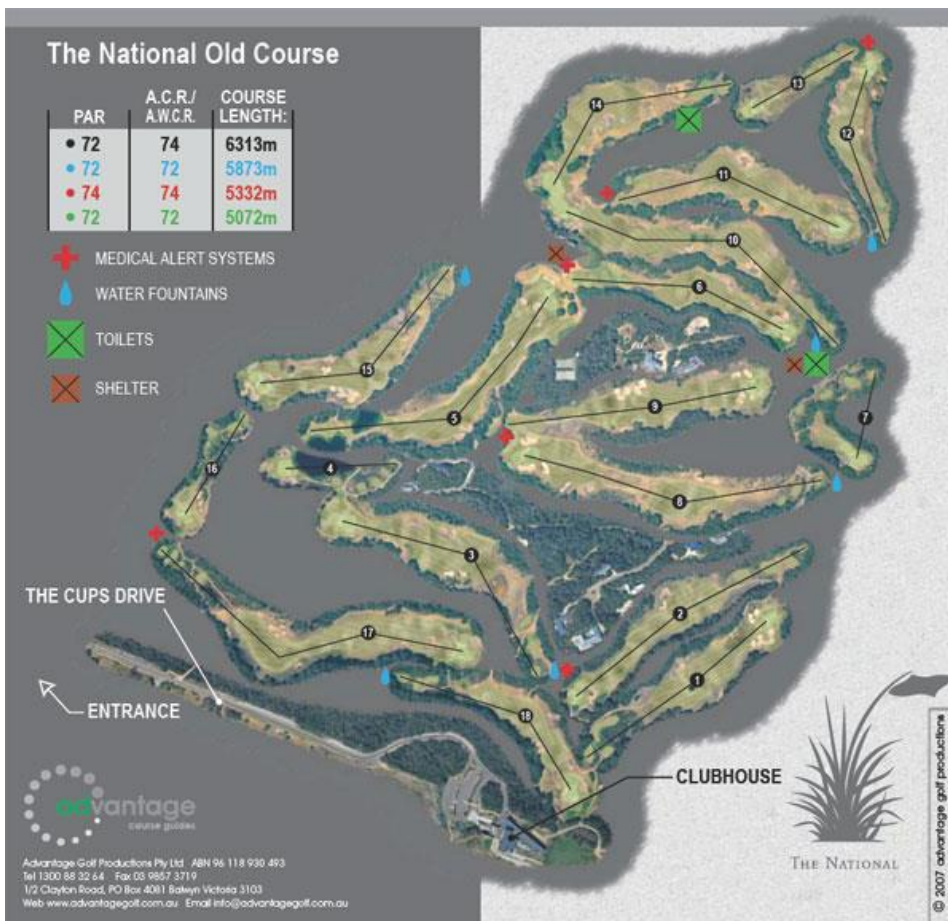 The National Old Course
PAR A.C.R./ A.W.C.R. COURSE LENGTH:
72 74 6313m
72 72 5873m
74 74 5332m
72 72 5072m
MEDICAL ALERT SYSTEMS
WATER FOUNTAINS
TOILETS
SHELTER
13
14
12
11
10
6
15
9
5
7
16
4
8
3
2
THE CUPS DRIVE
17
1
18
ENTRANCE
CLUBHOUSE
advantage
course guides
THE NATIONAL
Advantage Golf Productions Pty Ltd ABN 96 118 930 493
Tel 1300 88 32 64 Fax 03 9857 3719
1/2 Clayton Road, PO Box 4081 Balwyn Victoria 3103
Web www.advantagegolf.com.au Email info@advantagegolf.com.au
© 2007 advantage golf productions